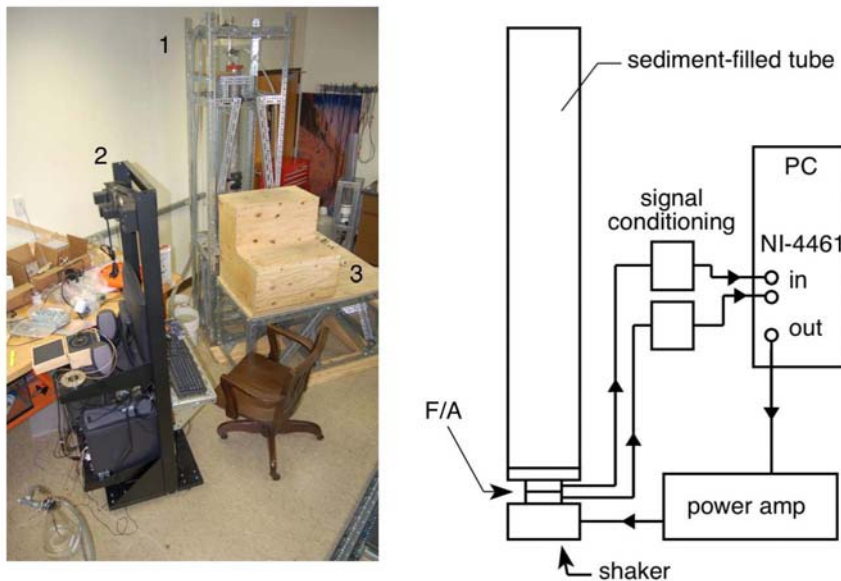 1
2
3
sediment-filled tube
signal
conditioning
PC
NI-4461
in
out
F/A
power amp
shaker